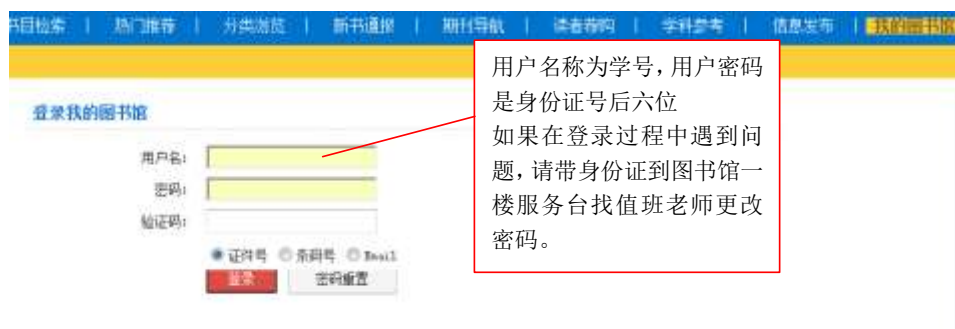 书目检索 | 热门推荐 | 分类浏览 | 新书通报 | 期刊导航 | 读者荐购 | 学科参考 | 信息发布 | 我的图书馆
用户名称为学号，用户密码
是身份证号后六位
如果在登录过程中遇到问
题，请带身份证到图书馆一
楼服务台找值班老师更改
密码。
登录我的图书馆
用户名:
密码:
验证码:
证件号 条码号 Email
登录 密码重置